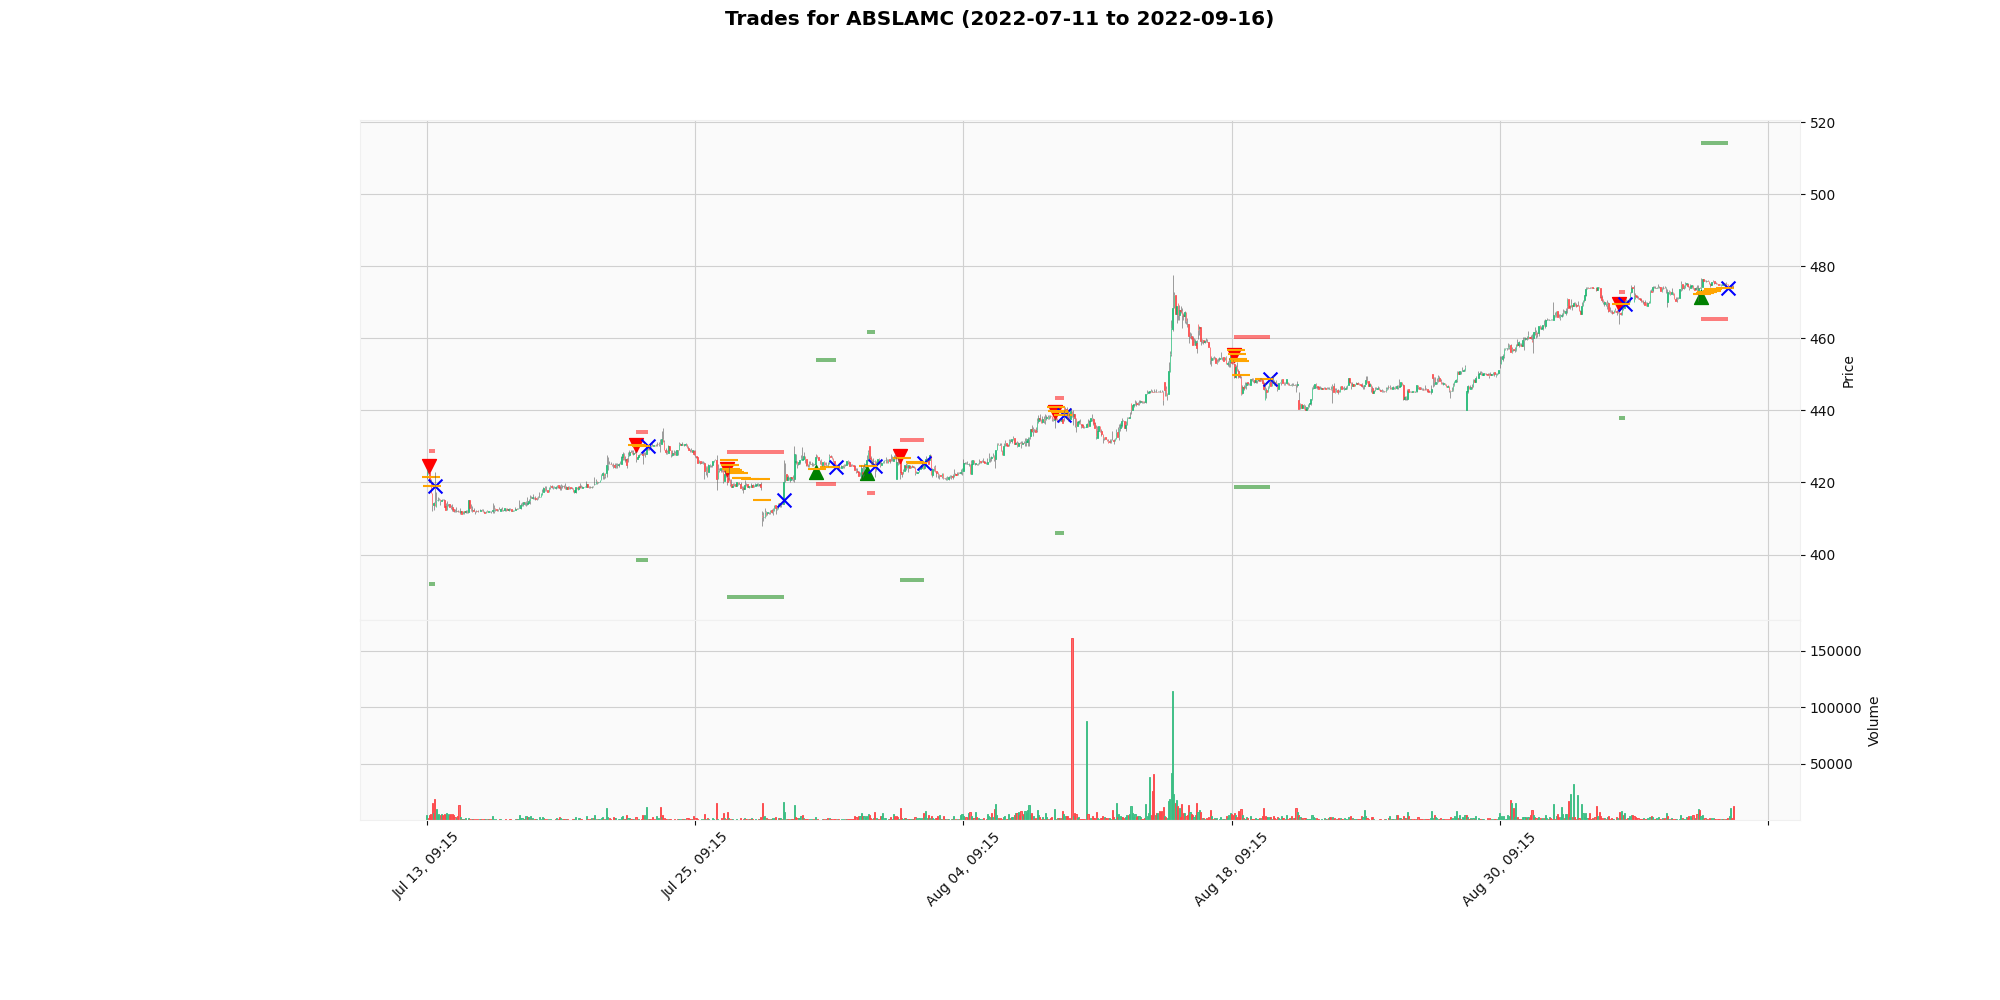 Trades for ABSLAMC (2022-07-11 to 2022-09-16)
520
500
480
460
440
420
400
Price
150000
100000
50000
Volume
Jul 13, 09:15
Jul 25, 09:15
Aug 04, 09:15
Aug 18, 09:15
Aug 30, 09:15